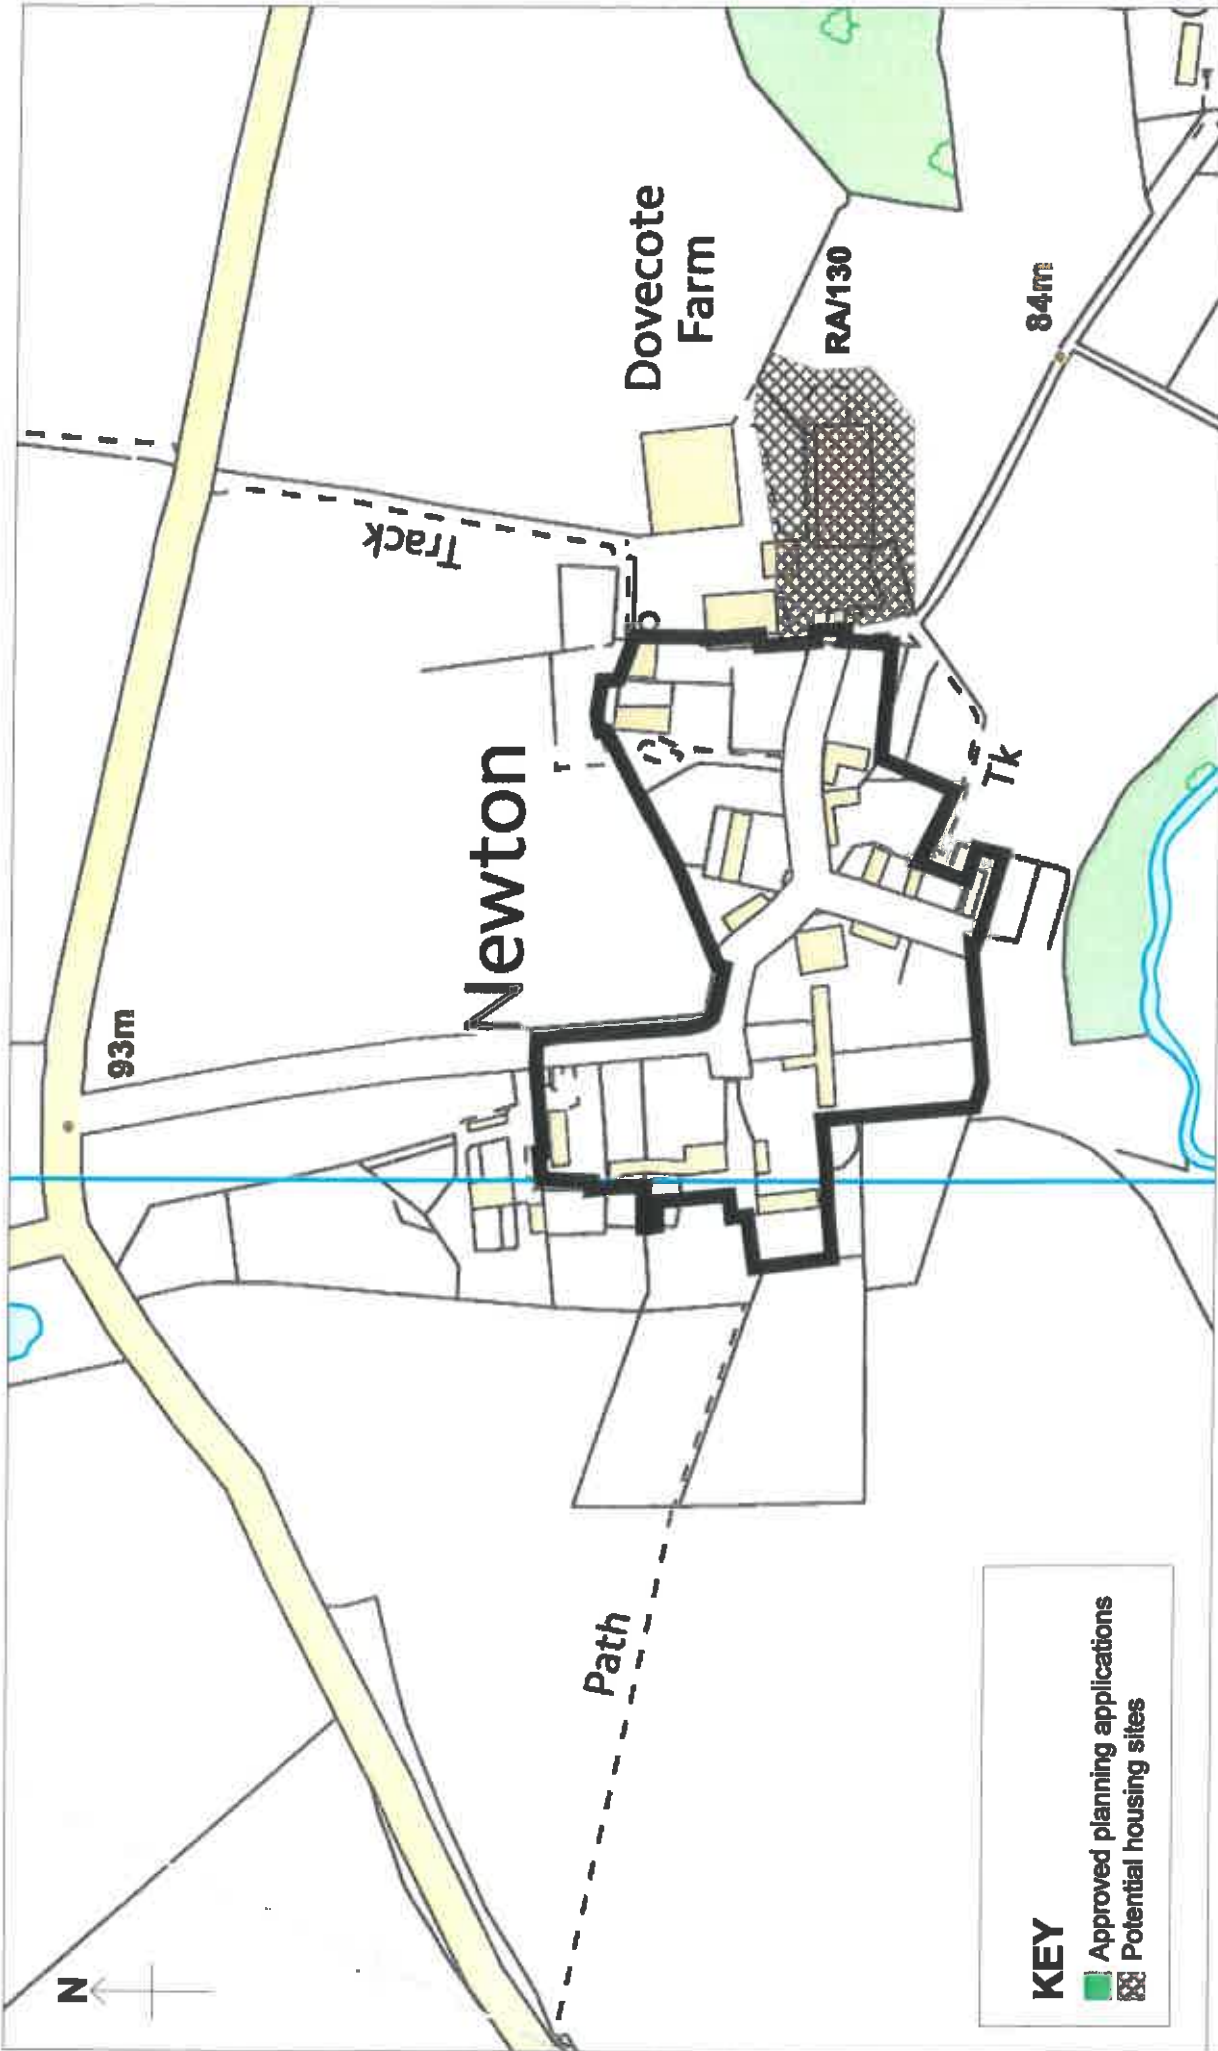 N
93m
Newton
Track
Dovecote
Farm
RA/130
84m
Tk
Path
KEY
Approved planning applications
Potential housing sites